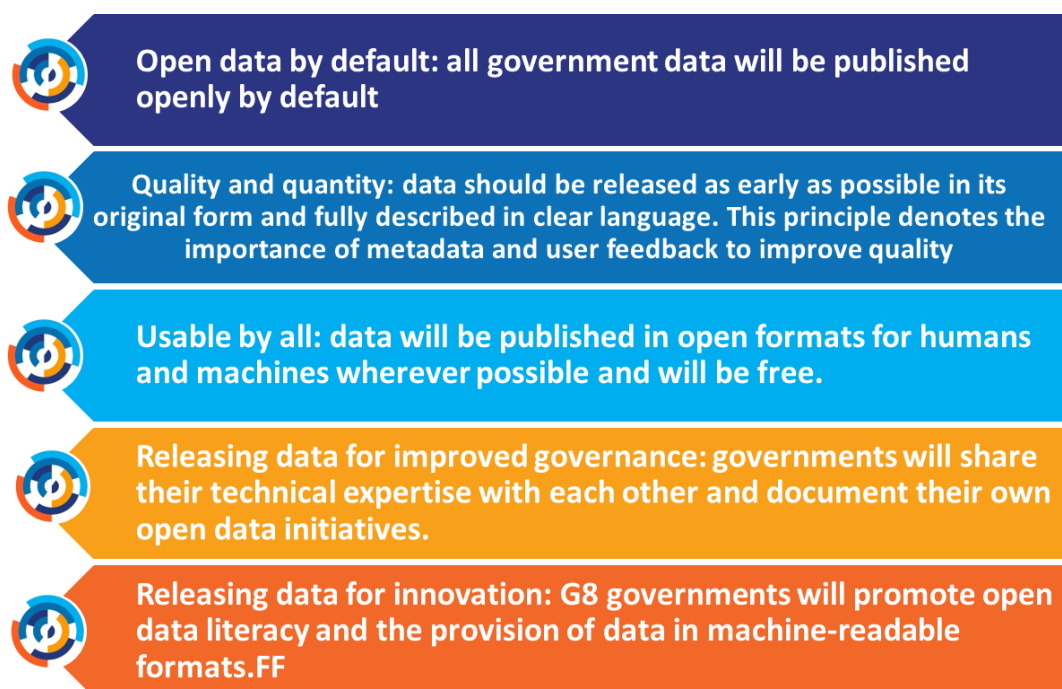 Open data by default: all government data will be published
openly by default
Quality and quantity: data should be released as early as possible in its
original form and fully described in clear language. This principle denotes the
importance of metadata and user feedback to improve quality
Usable by all: data will be published in open formats for humans
and machines wherever possible and will be free.
Releasing data for improved governance: governments will share
their technical expertise with each other and document their own
open data initiatives.
Releasing data for innovation: G8 governments will promote open
data literacy and the provision of data in machine-readable
formats.FF